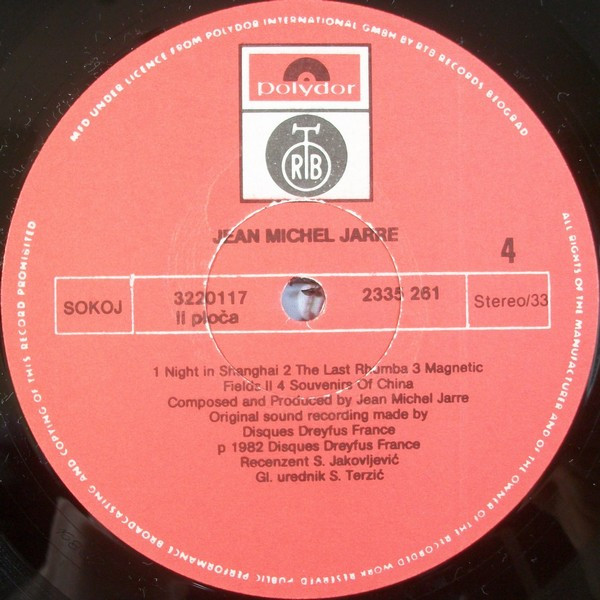 MFD UNDER LICENCE FROM POLYDOR INTERNATIONAL GMBH BY RTB RECORDS BEOGRAD
polydor
RTB
JEAN MICHEL JARRE
4
SOKOJ
3220117
II ploča
2335 261
Stereo/33
1 Night in Shanghai 2 The Last Rhumba 3 Magnetic
Fieldz II 4 Souvenirs Of China
Composed and Produced by Jean Michel Jarre
Original sound recording made by
Disques Dreyfus France
p 1982 Disques Dreyfus France
Recenzent S. Jakovljević
Gl. urednik S. Terzić
ALL RIGHTS OF THE MANUFACTURER AND OF THE OWNER OF THE RECORDED WORK RESERVED PUBLIC PERFORMANCE BROADCASTING AND COPYING OF THIS RECORD PROHIBITED